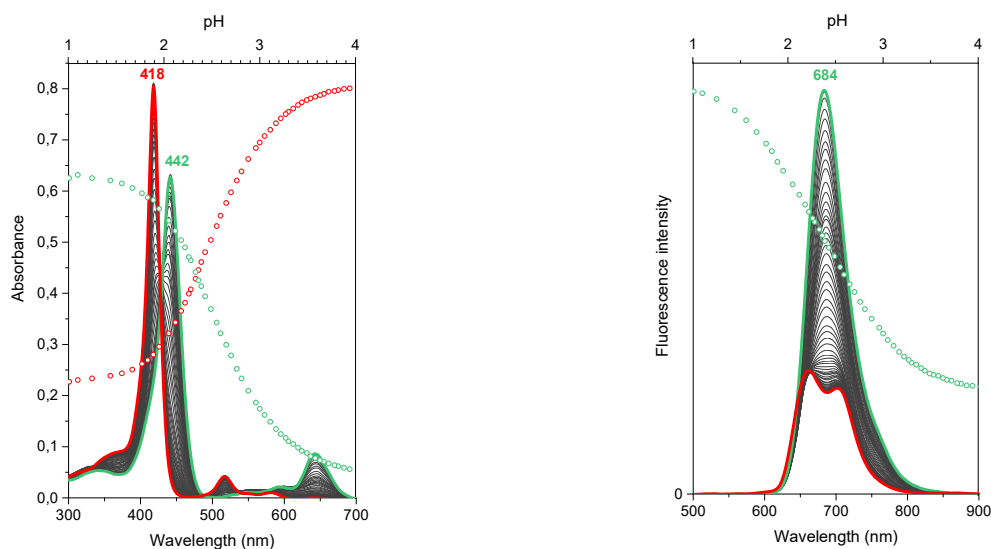 pH
1 2 3 4
0,8
0,7
0,6
0,5
0,4
0,3
0,2
0,1
0,0
Absorbance
418
442
300 400 500 600 700
Wavelength (nm)
pH
1 2 3 4
684
Fluorescence intensity
0
500 600 700 800 900
Wavelength (nm)